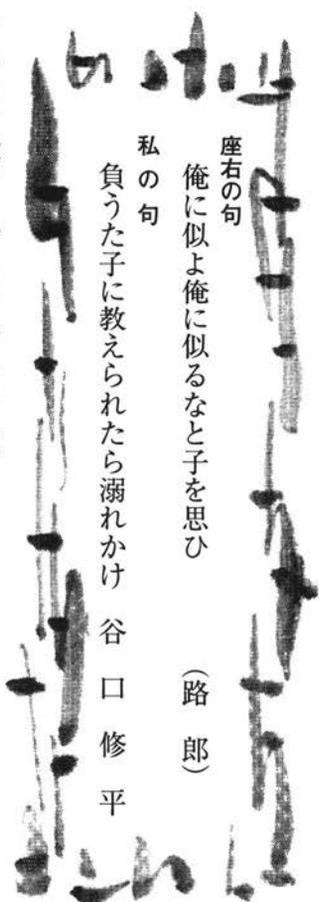 座右の句
俺に似よ俺に似るなと子を思ひ （路郎）
私の句
負うた子に教えられたら溺れかけ 谷口修平